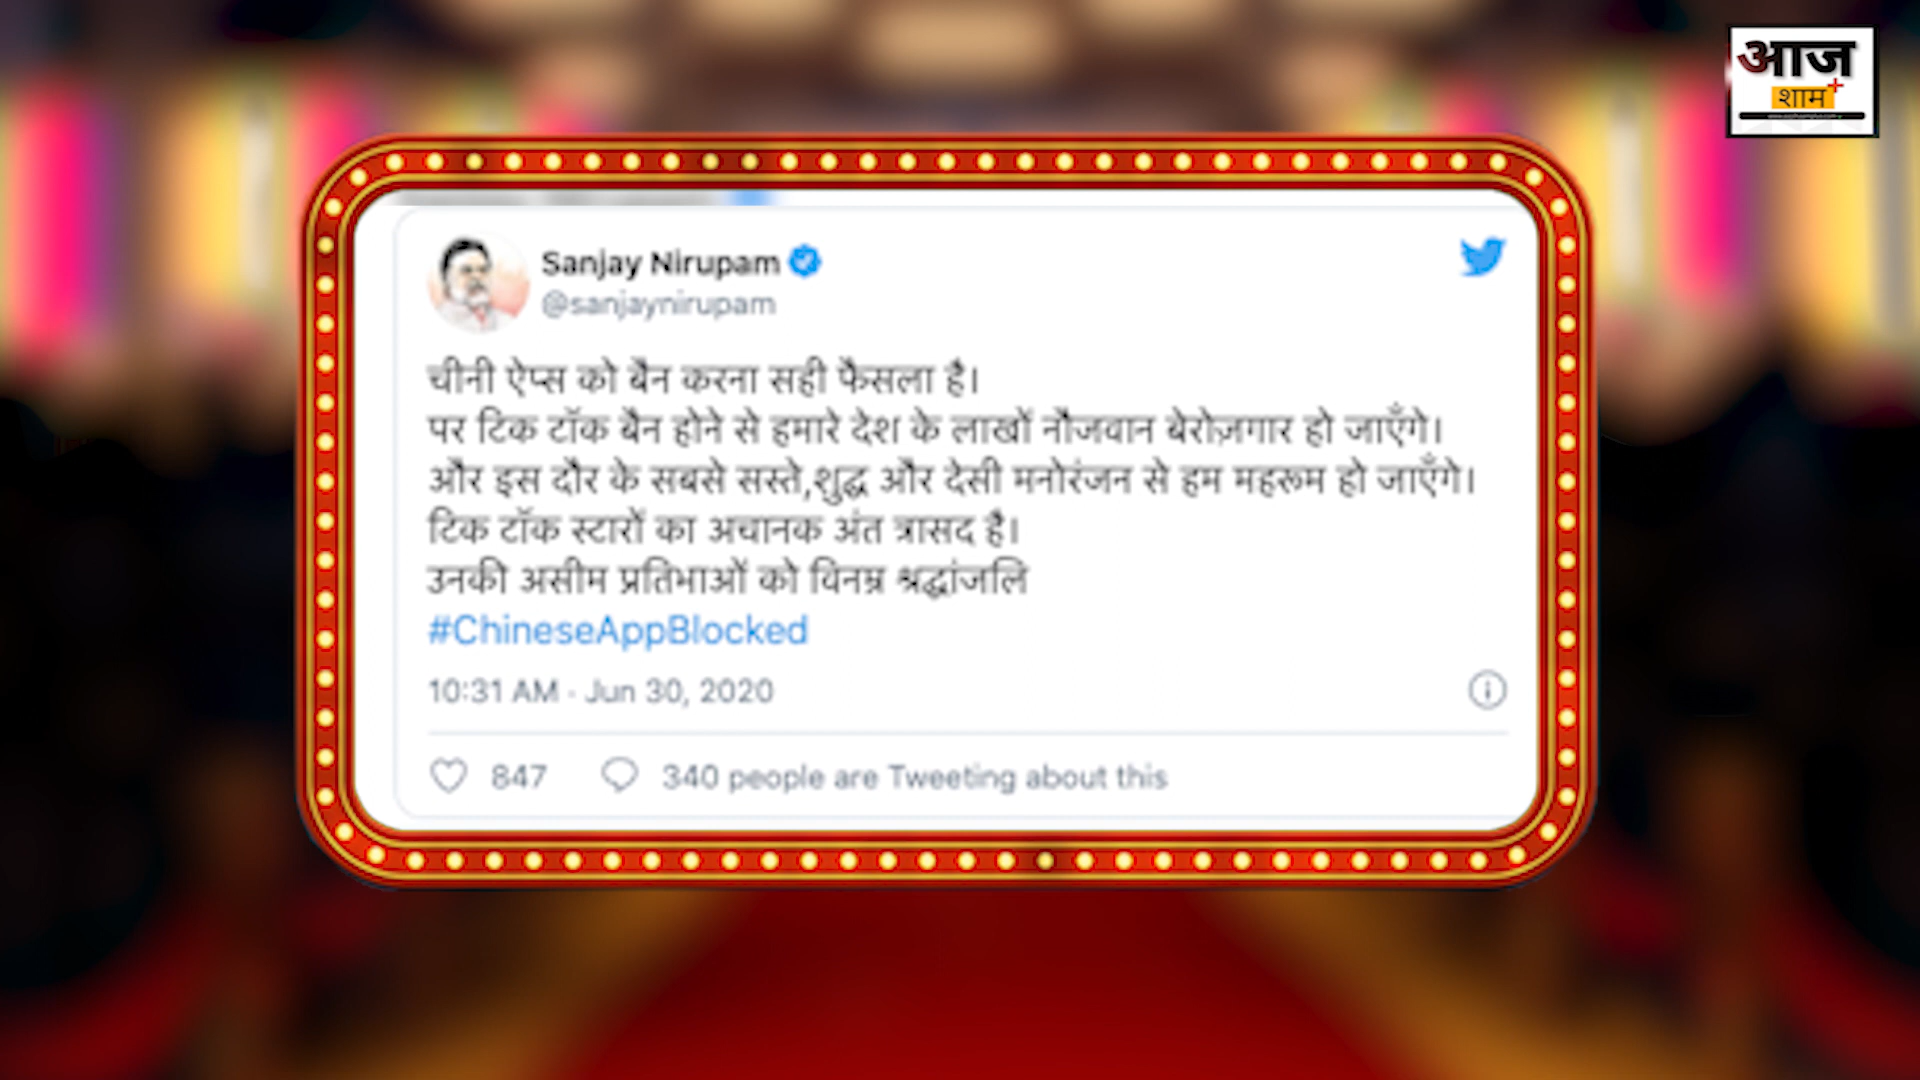 आज
शाम+
Sanjay Nirupam
@sanjaynirupam
चीनी ऐप्स को बैन करना सही फैसला है।
पर टिक टॉक बैन होने से हमारे देश के लाखों नौजवान बेरोज़गार हो जाएँगे।
और इस दौर के सबसे सस्ते,शुद्ध और देसी मनोरंजन से हम महरूम हो जाएँगे।
टिक टॉक स्टारों का अचानक अंत त्रासद है।
उनकी असीम प्रतिभाओं को विनम्र श्रद्धांजलि
#ChineseAppBlocked
10:31 AM · Jun 30, 2020
847 340 people are Tweeting about this